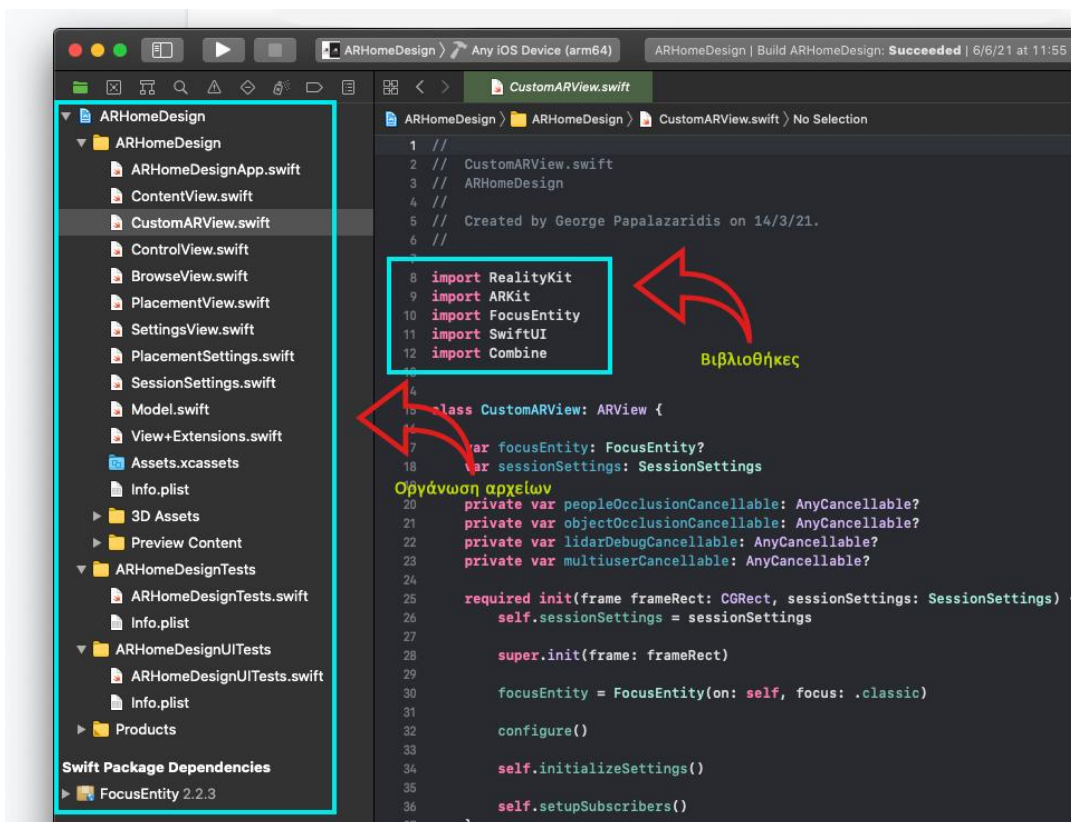 ARHomeDesign 〉 Any iOS Device (arm64)
ARHomeDesign | Build ARHomeDesign: Succeeded | 6/6/21 at 11:55
CustomARView.swift
ARHomeDesign 〉 ARHomeDesign 〉 CustomARView.swift 〉 No Selection
ARHomeDesign
ARHomeDesign
ARHomeDesignApp.swift
ContentView.swift
CustomARView.swift
ControlView.swift
BrowseView.swift
PlacementView.swift
SettingsView.swift
PlacementSettings.swift
SessionSettings.swift
Model.swift
View+Extensions.swift
Assets.xcassets
Info.plist
3D Assets
Preview Content
ARHomeDesignTests
ARHomeDesignTests.swift
Info.plist
ARHomeDesignUITests
ARHomeDesignUITests.swift
Info.plist
Products
Swift Package Dependencies
FocusEntity 2.2.3
1 //
2 // CustomARView.swift
3 // ARHomeDesign
4 //
5 // Created by George Papalazaridis on 14/3/21.
6 //
7
8 import RealityKit
9 import ARKit
10 import FocusEntity
11 import SwiftUI
12 import Combine
13
Βιβλιοθήκες
14
15 class CustomARView: ARView {
17 var focusEntity: FocusEntity?
18 var sessionSettings: SessionSettings
Οργάνωση αρχείων
20 private var peopleOcclusionCancellable: AnyCancellable?
21 private var objectOcclusionCancellable: AnyCancellable?
22 private var lidarDebugCancellable: AnyCancellable?
23 private var multiuserCancellable: AnyCancellable?
24
25 required init(frame frameRect: CGRect, sessionSettings: SessionSettings) {
26 self.sessionSettings = sessionSettings
27
28 super.init(frame: frameRect)
29
30 focusEntity = FocusEntity(on: self, focus: .classic)
31
32 configure()
33
34 self.initializeSettings()
35
36 self.setupSubscribers()